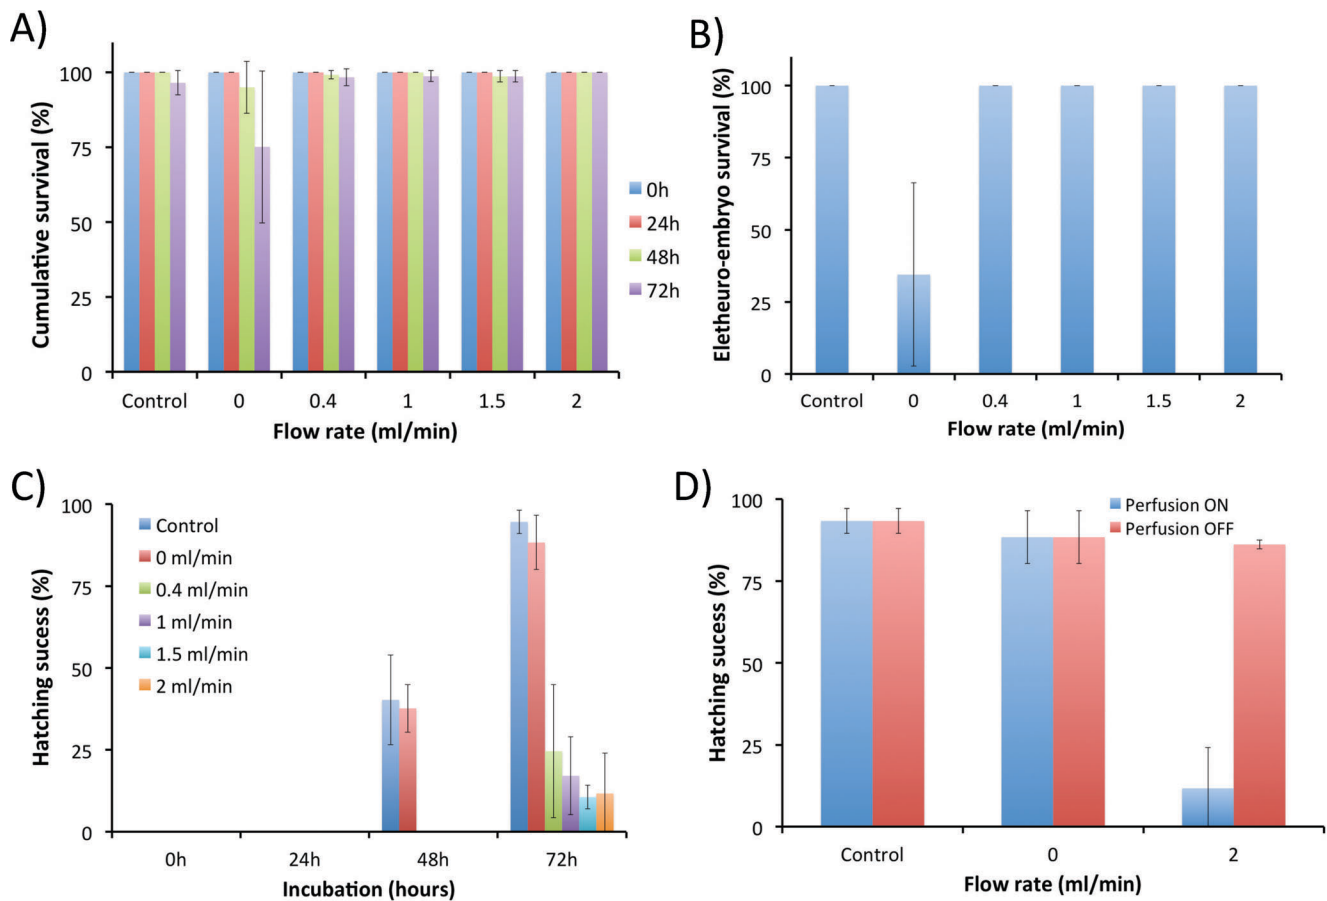 A)
Cumulative survival (%)
100
75
50
25
0
Control 0 0.4 1 1.5 2
Flow rate (ml/min)
0h
24h
48h
72h
B)
Eletheuro-embryo survival (%)
100
75
50
25
0
Control 0 0.4 1 1.5 2
Flow rate (ml/min)
C)
Hatching sucess (%)
100
75
50
25
0
Control
0 ml/min
0.4 ml/min
1 ml/min
1.5 ml/min
2 ml/min
0h 24h 48h 72h
Incubation (hours)
D)
Hatching success (%)
100
75
50
25
0
Perfusion ON
Perfusion OFF
Control 0 2
Flow rate (ml/min)